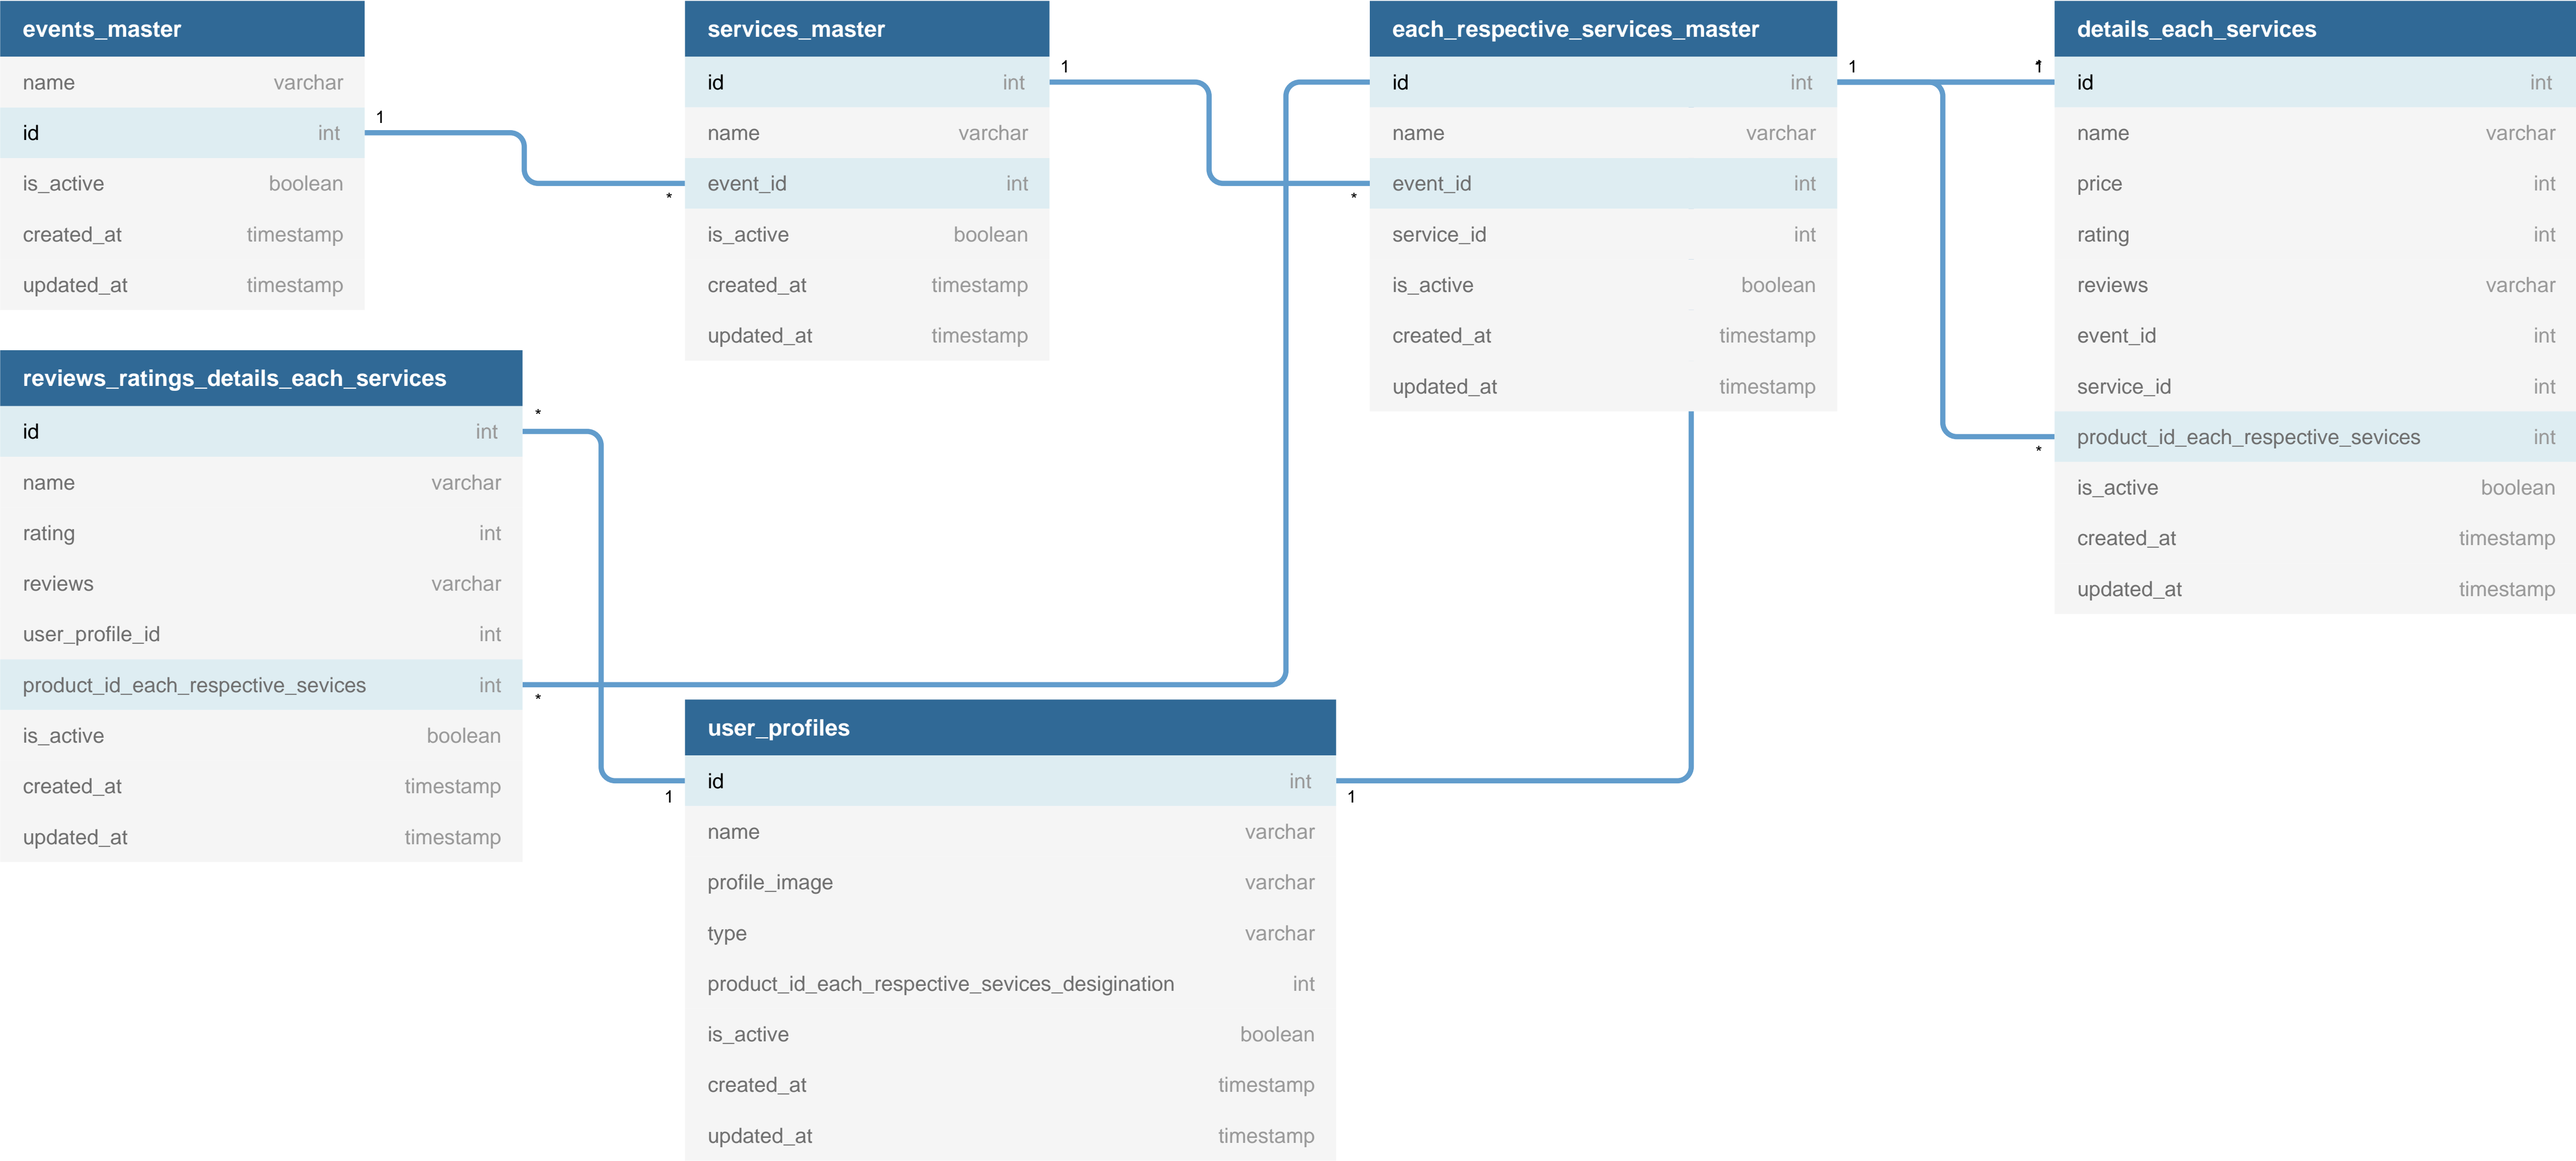 events_master
name varchar
id int
is_active boolean
created_at timestamp
updated_at timestamp
1
*
services_master
id int
name varchar
event_id int
is_active boolean
created_at timestamp
updated_at timestamp
1
*
each_respective_services_master
id int
name varchar
event_id int
service_id int
is_active boolean
created_at timestamp
updated_at timestamp
1
1
*
details_each_services
id int
name varchar
price int
rating int
reviews varchar
event_id int
service_id int
product_id_each_respective_sevices int
is_active boolean
created_at timestamp
updated_at timestamp
*
reviews_ratings_details_each_services
id int
name varchar
rating int
reviews varchar
user_profile_id int
product_id_each_respective_sevices int
is_active boolean
created_at timestamp
updated_at timestamp
*
*
1
user_profiles
id int
name varchar
profile_image varchar
type varchar
product_id_each_respective_sevices_desigination int
is_active boolean
created_at timestamp
updated_at timestamp
1